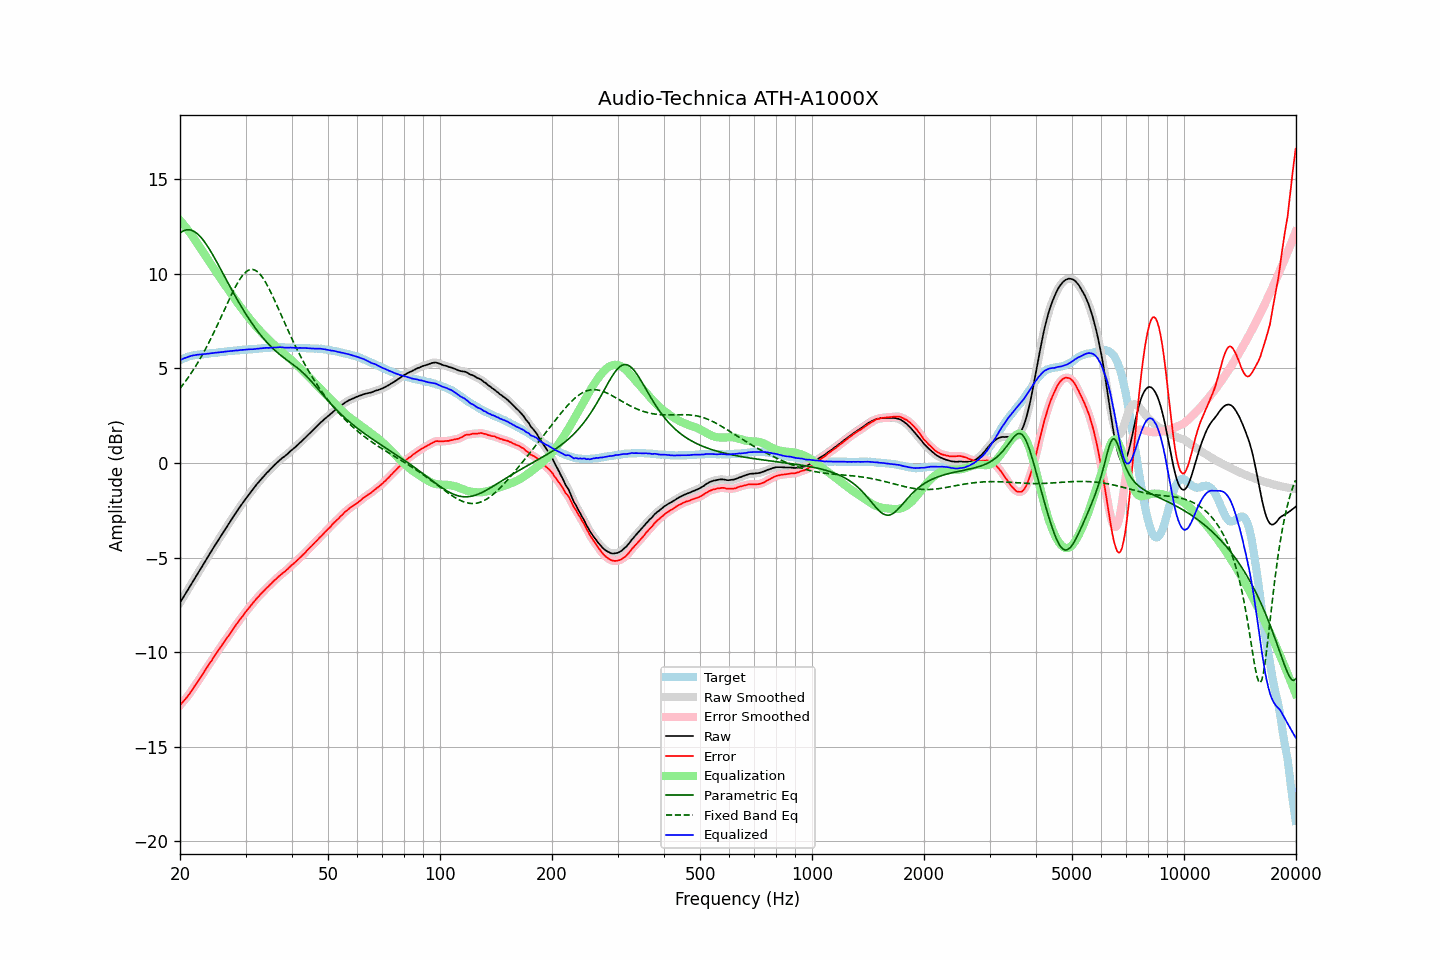 Audio-Technica ATH-A1000X
Amplitude (dBr)
15
10
5
0
−5
−10
−15
−20
Target
Raw Smoothed
Error Smoothed
Raw
Error
Equalization
Parametric Eq
Fixed Band Eq
Equalized
20 50 100 200 500 1000 2000 5000 10000 20000
Frequency (Hz)